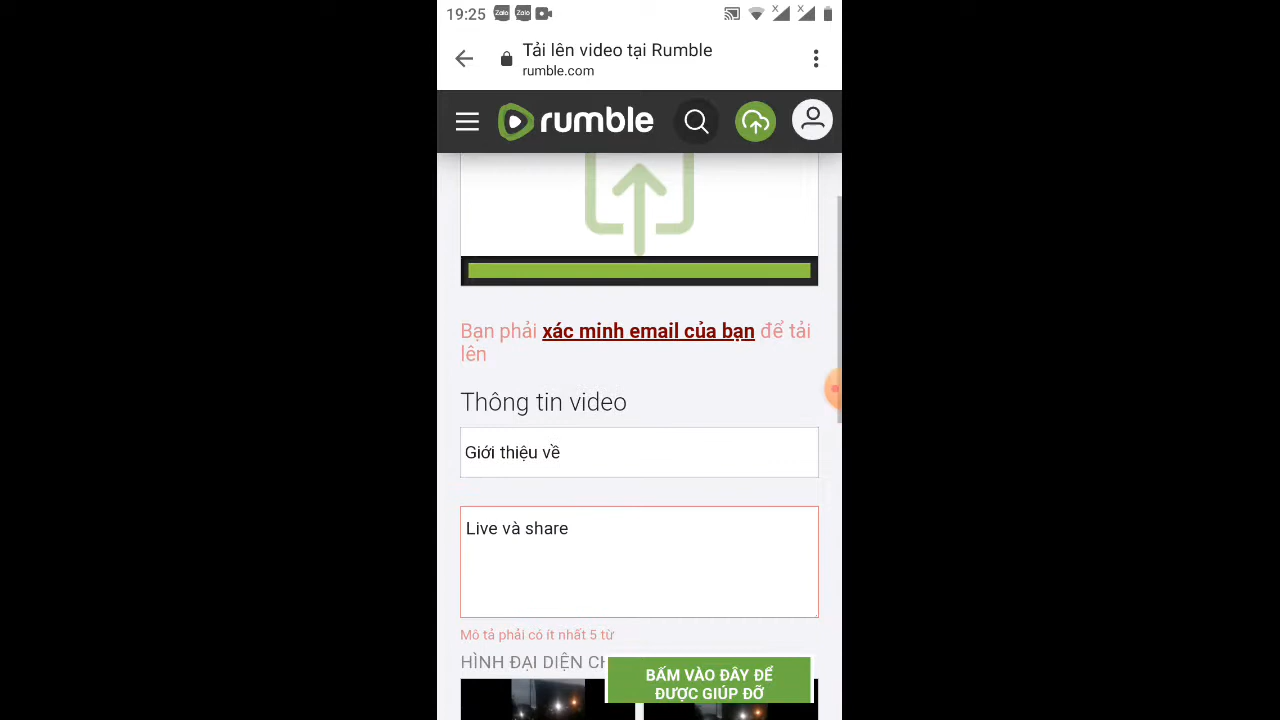 19:25 Zalo Zalo
Tải lên video tại Rumble
rumble.com
rumble
Bạn phải xác minh email của bạn để tải
lên
Thông tin video
Giới thiệu về
Live và share
Mô tả phải có ít nhất 5 từ
HÌNH ĐẠI DIỆN
BẤM VÀO ĐÂY ĐỂ
ĐƯỢC GIÚP ĐỠ